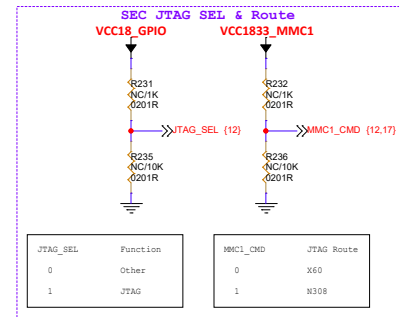 SEC JTAG SEL & Route
VCC18_GPIO VCC1833_MMC1
R231 R232
NC/1K NC/1K
0201R 0201R
JTAG_SEL {12} MMC1_CMD {12,17}
R235 R236
NC/10K NC/10K
0201R 0201R
JTAG_SEL Function MMC1_CMD JTAG Route
0 Other 0 X60
1 JTAG 1 N308